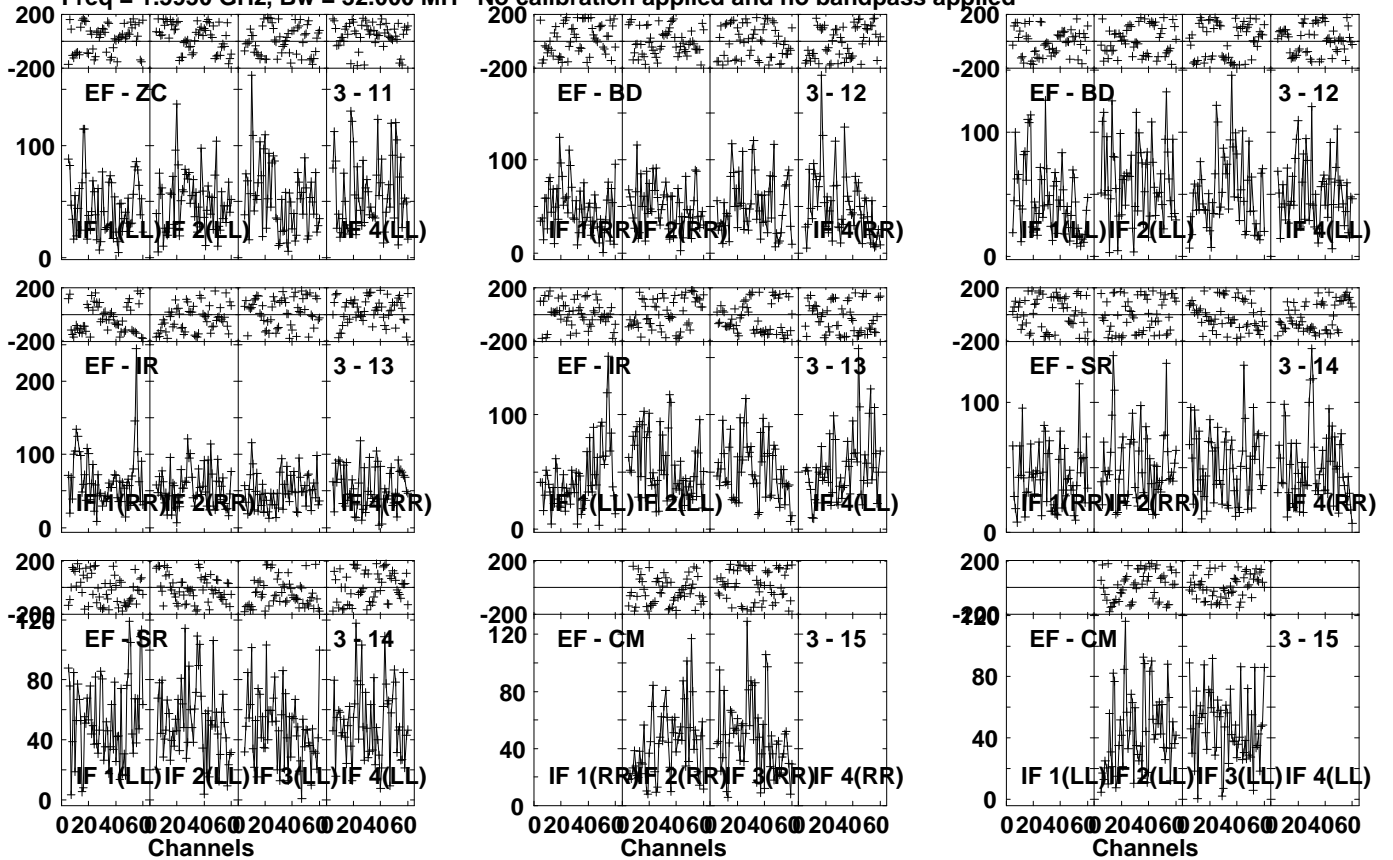 Freq = 1.5950 GHz, Bw = 32.000 MH No calibration applied and no bandpass applied
200
-200
EF - ZC 3 - 11
100
0
IF 1(LL) IF 2(LL) IF 4(LL)
200
-200
EF - BD 3 - 12
100
0
IF 1(RR) IF 2(RR) IF 4(RR)
200
-200
EF - BD 3 - 12
100
0
IF 1(LL) IF 2(LL) IF 4(LL)
200
-200
EF - IR 3 - 13
200
100
0
IF 1(RR) IF 2(RR) IF 4(RR)
200
-200
EF - IR 3 - 13
100
0
IF 1(LL) IF 2(LL) IF 4(LL)
200
-200
EF - SR 3 - 14
100
0
IF 1(RR) IF 2(RR) IF 4(RR)
200
-200
120
EF - SR 3 - 14
80
40
0
IF 1(LL) IF 2(LL) IF 3(LL) IF 4(LL)
0 20 40 60 0 20 40 60 0 20 40 60 0 20 40 60
Channels
200
-200
EF - CM 3 - 15
120
80
40
0
IF 1(RR) IF 2(RR) IF 3(RR) IF 4(RR)
0 20 40 60 0 20 40 60 0 20 40 60 0 20 40 60
Channels
200
-200
120
EF - CM 3 - 15
80
40
0
IF 1(LL) IF 2(LL) IF 3(LL) IF 4(LL)
0 20 40 60 0 20 40 60 0 20 40 60 0 20 40 60
Channels